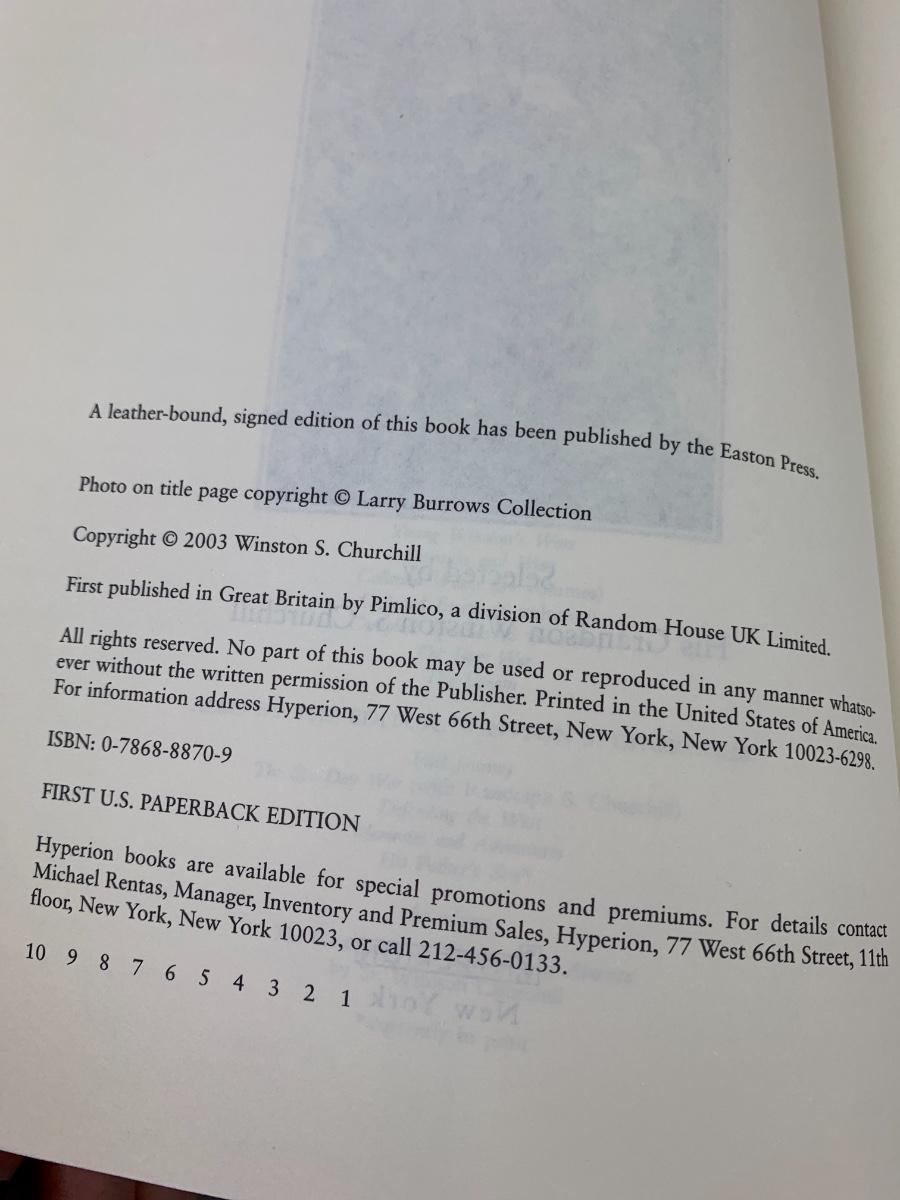 A leather-bound, signed edition of this book has been published by the Easton Press.
Photo on title page copyright © Larry Burrows Collection
Copyright © 2003 Winston S. Churchill
First published in Great Britain by Pimlico, a division of Random House UK Limited.
All rights reserved. No part of this book may be used or reproduced in any manner whatso-
ever without the written permission of the Publisher. Printed in the United States of America.
For information address Hyperion, 77 West 66th Street, New York, New York 10023-6298.
ISBN: 0-7868-8870-9
FIRST U.S. PAPERBACK EDITION
Hyperion books are available for special promotions and premiums. For details contact
Michael Rentas, Manager, Inventory and Premium Sales, Hyperion, 77 West 66th Street, 11th
floor, New York, New York 10023, or call 212-456-0133.
10 9 8 7 6 5 4 3 2 1